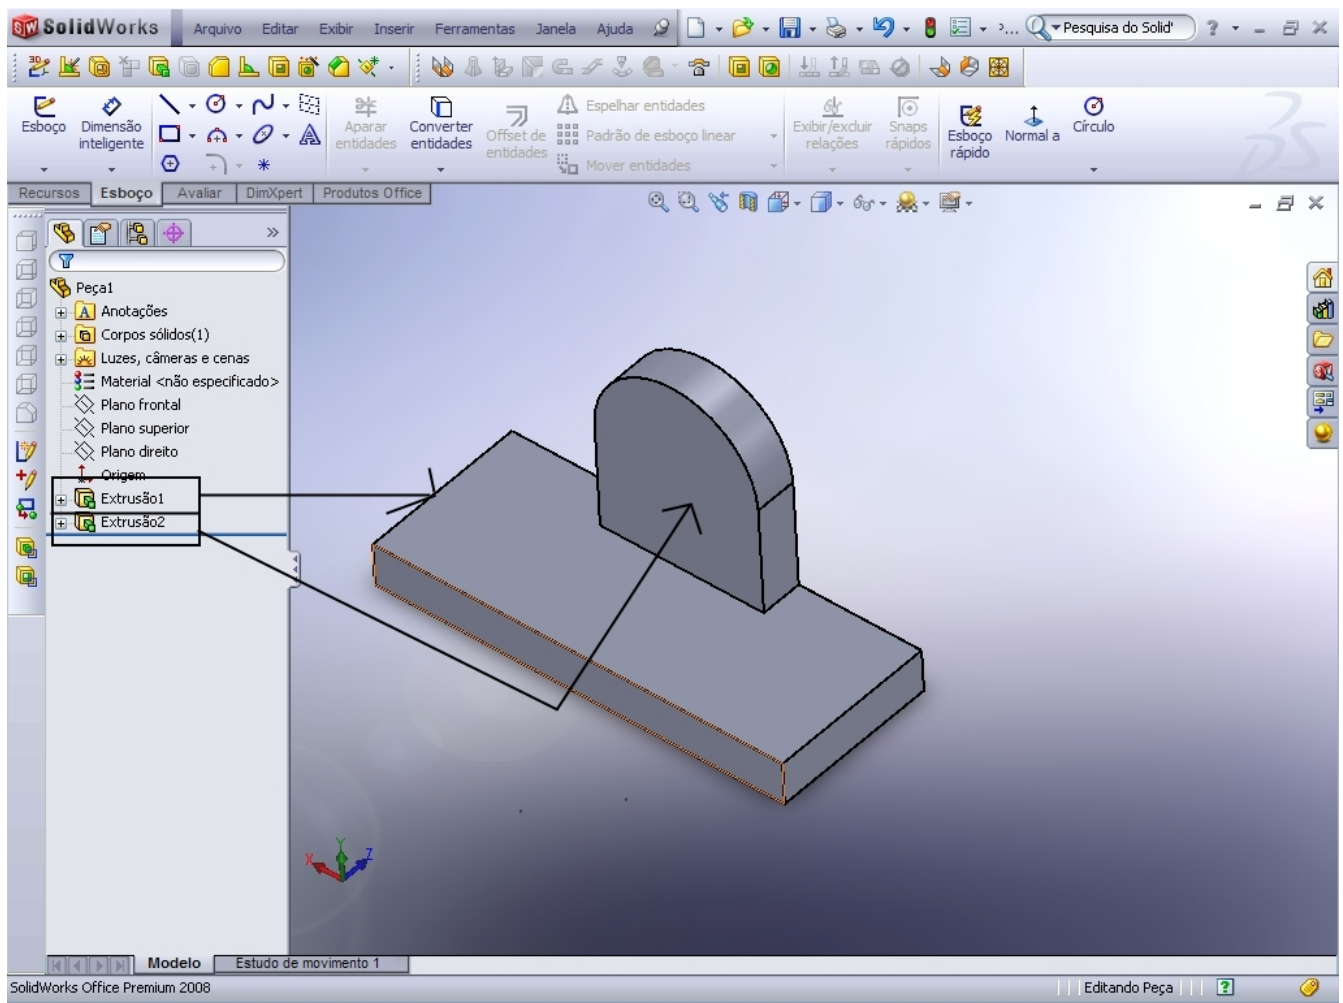 SolidWorks Arquivo Editar Exibir Inserir Ferramentas Janela Ajuda Pesquisa do Solid'
Esboço
Dimensão
inteligente
Aparar
entidades
Converter
entidades
Offset de
entidades
Espelhar entidades
Padrão de esboço linear
Mover entidades
Exibir/excluir
relações
Snaps
rápidos
Esboço
rápido
Normal a
Círculo
Recursos Esboço Avaliar DimXpert Produtos Office
Peça1
Anotações
Corpos sólidos(1)
Luzes, câmeras e cenas
Material <não especificado>
Plano frontal
Plano superior
Plano direito
Origem
Extrusão1
Extrusão2
Y
X Z
Modelo Estudo de movimento 1
SolidWorks Office Premium 2008 Editando Peça